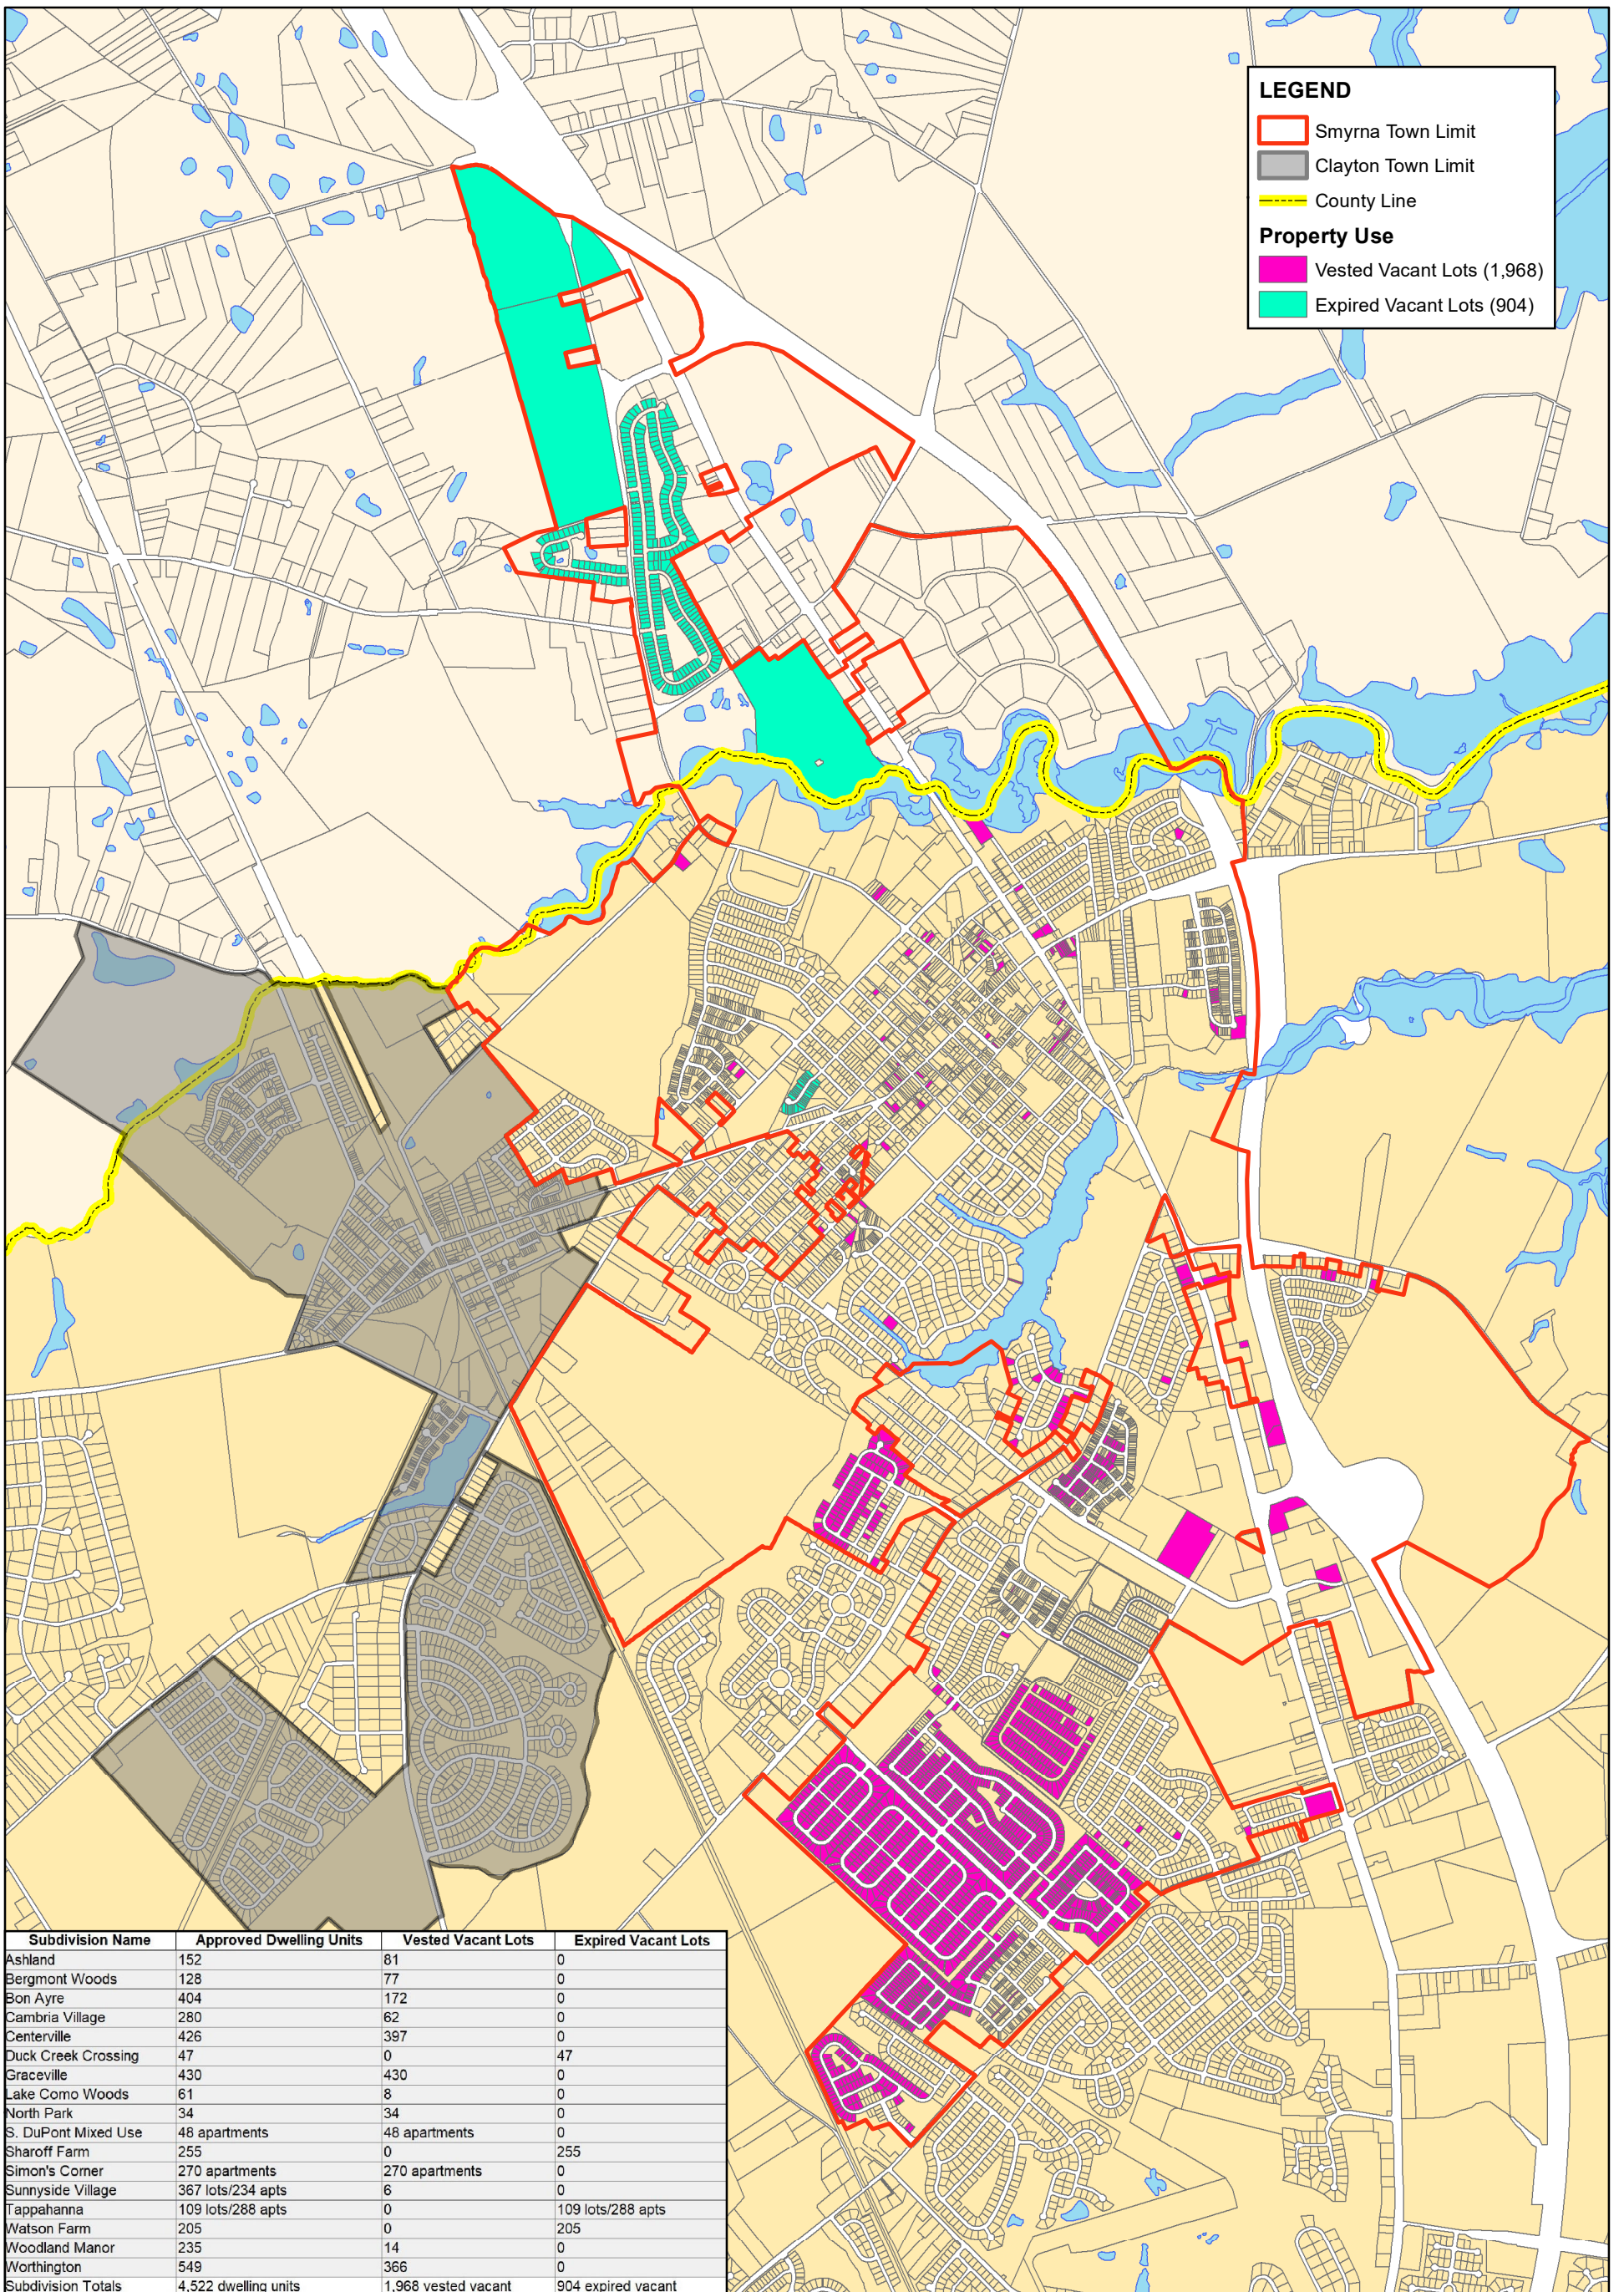 LEGEND
Smyrna Town Limit
Clayton Town Limit
County Line
Property Use
Vested Vacant Lots (1,968)
Expired Vacant Lots (904)
Subdivision Name Approved Dwelling Units Vested Vacant Lots Expired Vacant Lots
Ashland 152 81 0
Bergmont Woods 128 77 0
Bon Ayre 404 172 0
Cambria Village 280 62 0
Centerville 426 397 0
Duck Creek Crossing 47 0 47
Graceville 430 430 0
Lake Como Woods 61 8 0
North Park 34 34 0
S. DuPont Mixed Use 48 apartments 48 apartments 0
Sharoff Farm 255 0 255
Simon's Corner 270 apartments 270 apartments 0
Sunnyside Village 367 lots/234 apts 6 0
Tappahanna 109 lots/288 apts 0 109 lots/288 apts
Watson Farm 205 0 205
Woodland Manor 235 14 0
Worthington 549 366 0
Subdivision Totals 4,522 dwelling units 1,968 vested vacant 904 expired vacant